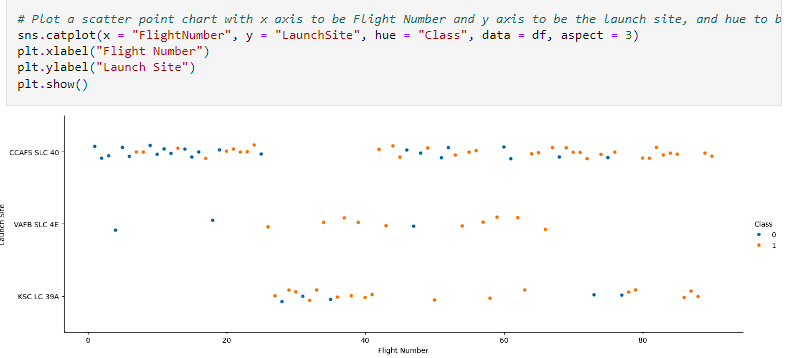 # Plot a scatter point chart with x axis to be Flight Number and y axis to be the launch site, and hue to b
sns.catplot(x = "FlightNumber", y = "LaunchSite", hue = "Class", data = df, aspect = 3)
plt.xlabel("Flight Number")
plt.ylabel("Launch Site")
plt.show()
CCAFS SLC 40
VAFB SLC 4E
Launch Site
KSC LC 39A
Class
0
1
0 20 40 60 80
Flight Number